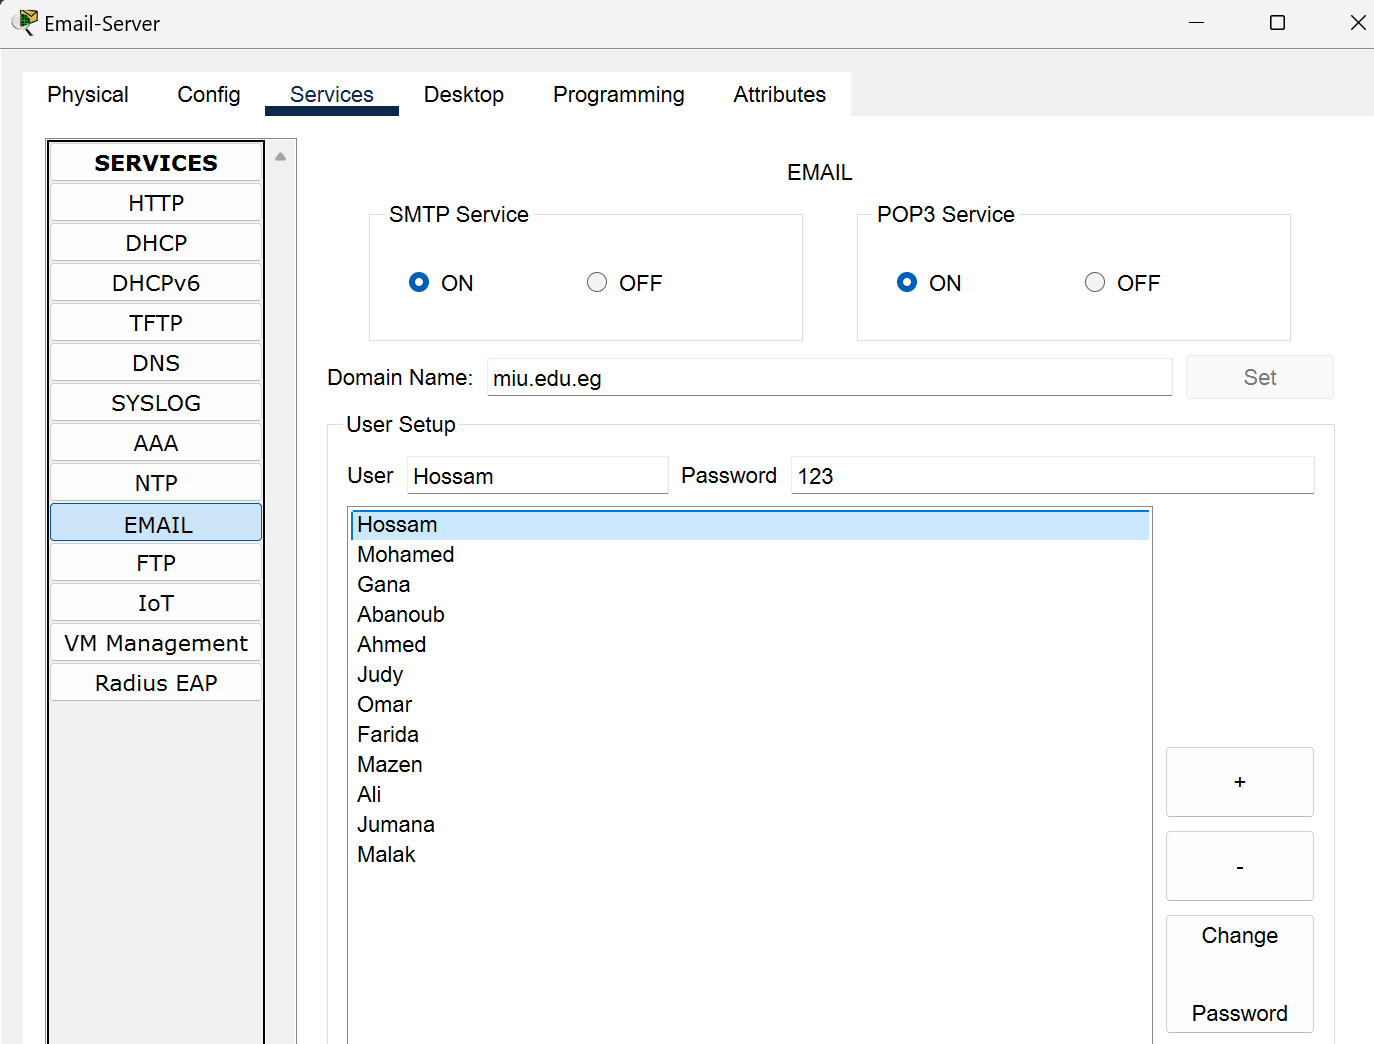 Email-Server
Physical Config Services Desktop Programming Attributes
SERVICES
HTTP
DHCP
DHCPv6
TFTP
DNS
SYSLOG
AAA
NTP
EMAIL
FTP
IoT
VM Management
Radius EAP
EMAIL
SMTP Service
ON OFF
POP3 Service
ON OFF
Domain Name: miu.edu.eg Set
User Setup
User Hossam Password 123
Hossam
Mohamed
Gana
Abanoub
Ahmed
Judy
Omar
Farida
Mazen
Ali
Jumana
Malak
+
-
Change
Password